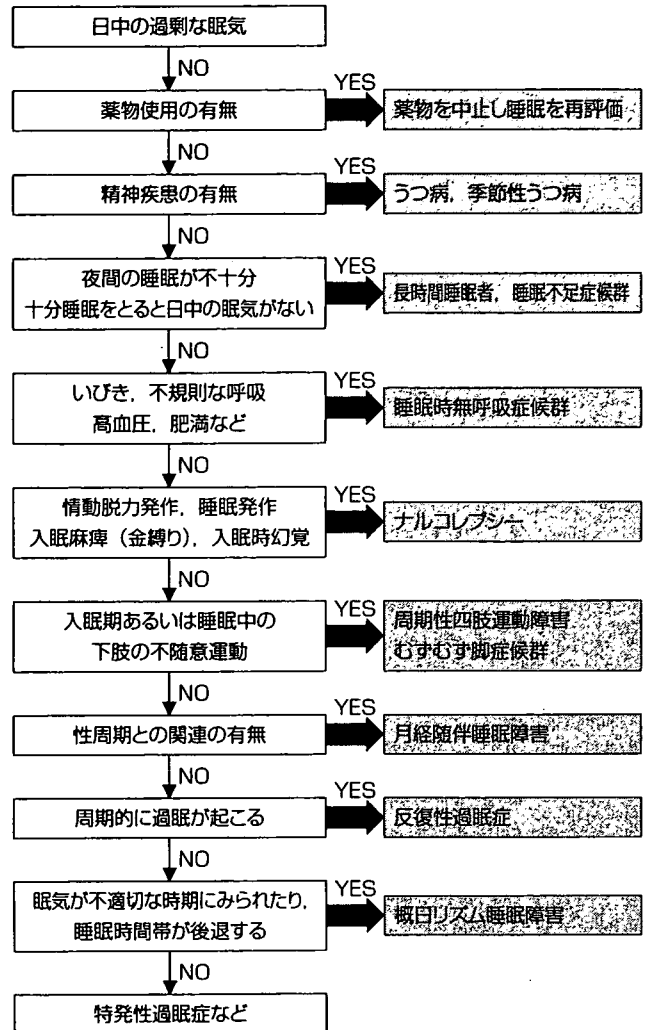 日中の過剰な眠気
NO
薬物使用の有無
YES
薬物を中止し睡眠を再評価
NO
精神疾患の有無
YES
うつ病，季節性うつ病
NO
夜間の睡眠が不十分
十分睡眠をとると日中の眠気がない
YES
長時間睡眠者，睡眠不足症候群
NO
いびき，不規則な呼吸
高血圧，肥満など
YES
睡眠時無呼吸症候群
NO
情動脱力発作，睡眠発作
入眠麻痺（金縛り），入眠時幻覚
YES
ナルコレプシー
NO
入眠期あるいは睡眠中の
下肢の不随意運動
YES
周期性四肢運動障害
むずむず脚症候群
NO
性周期との関連の有無
YES
月経随伴睡眠障害
NO
周期的に過眠が起こる
YES
反復性過眠症
NO
眠気が不適切な時期にみられたり，
睡眠時間帯が後退する
YES
概日リズム睡眠障害
NO
特発性過眠症など